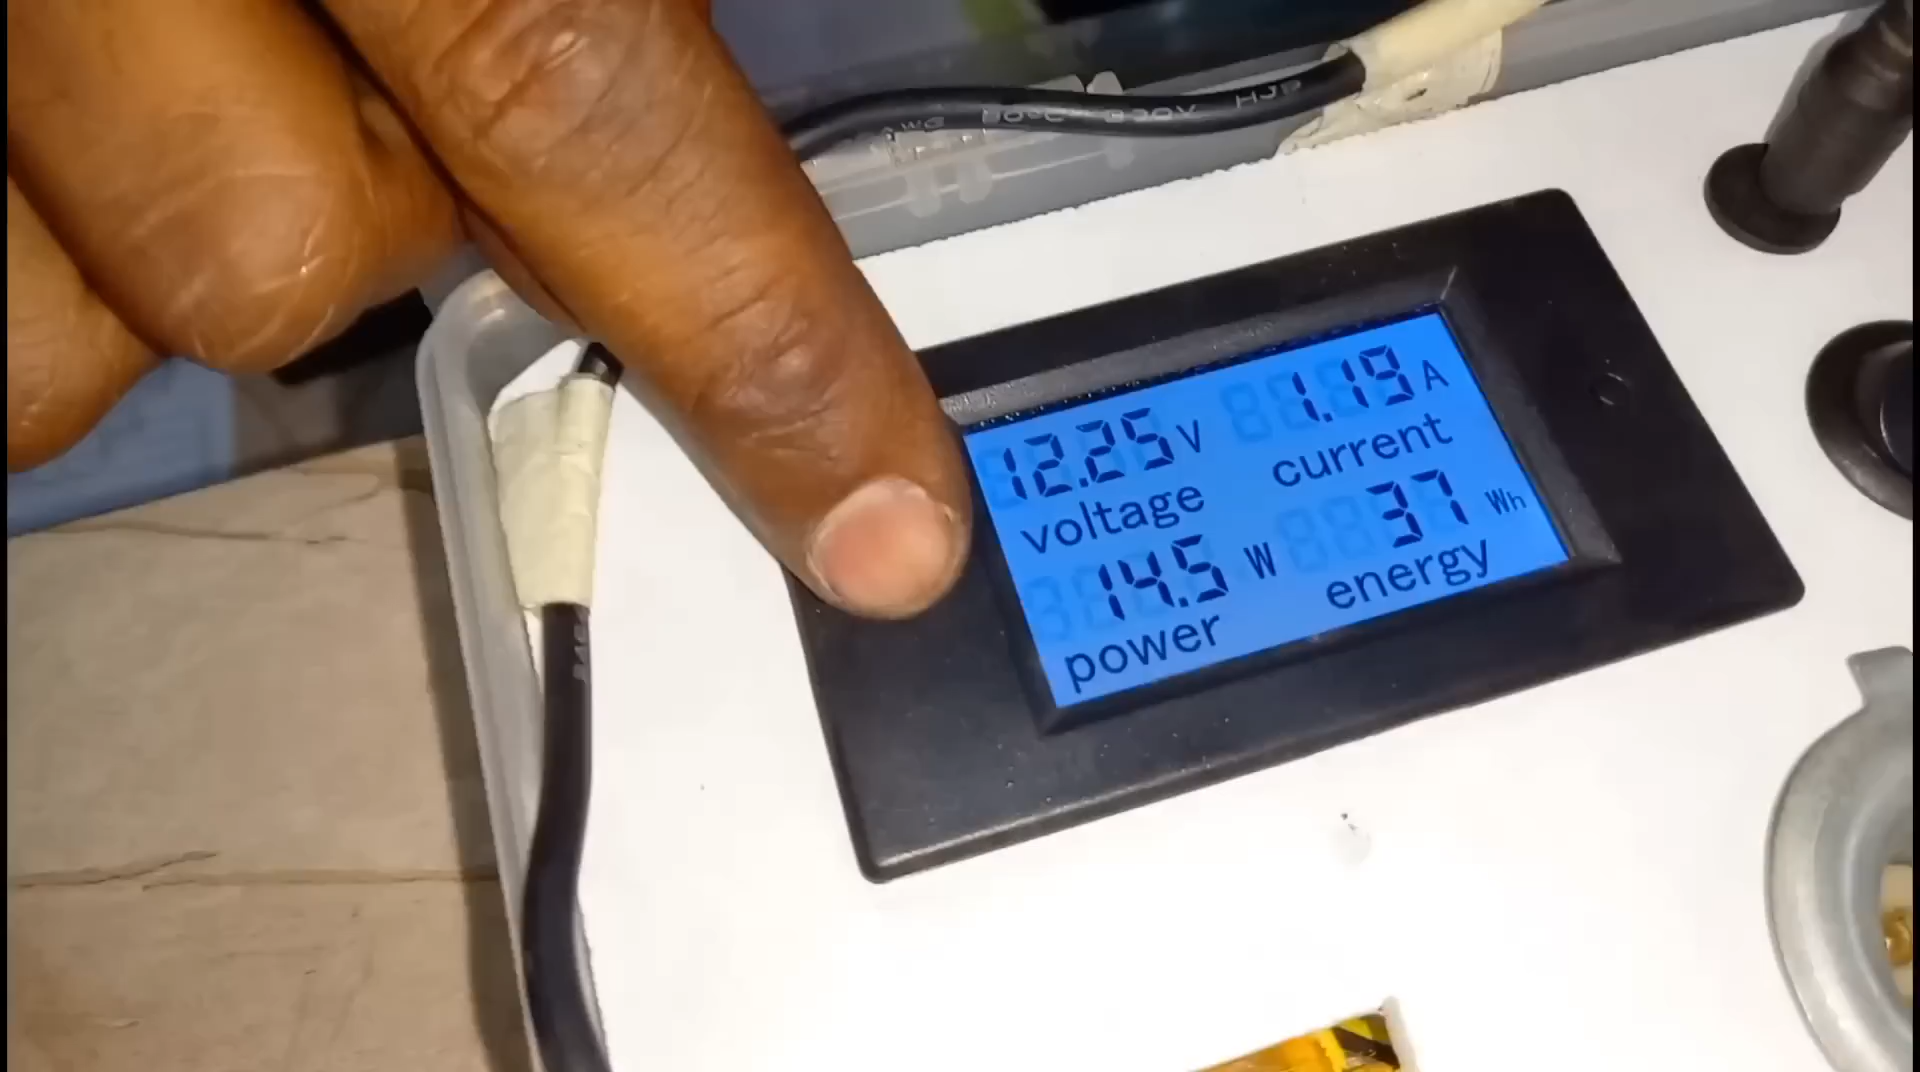 12.25 V 1.19 A
voltage current
14.5 W 37 Wh
power energy